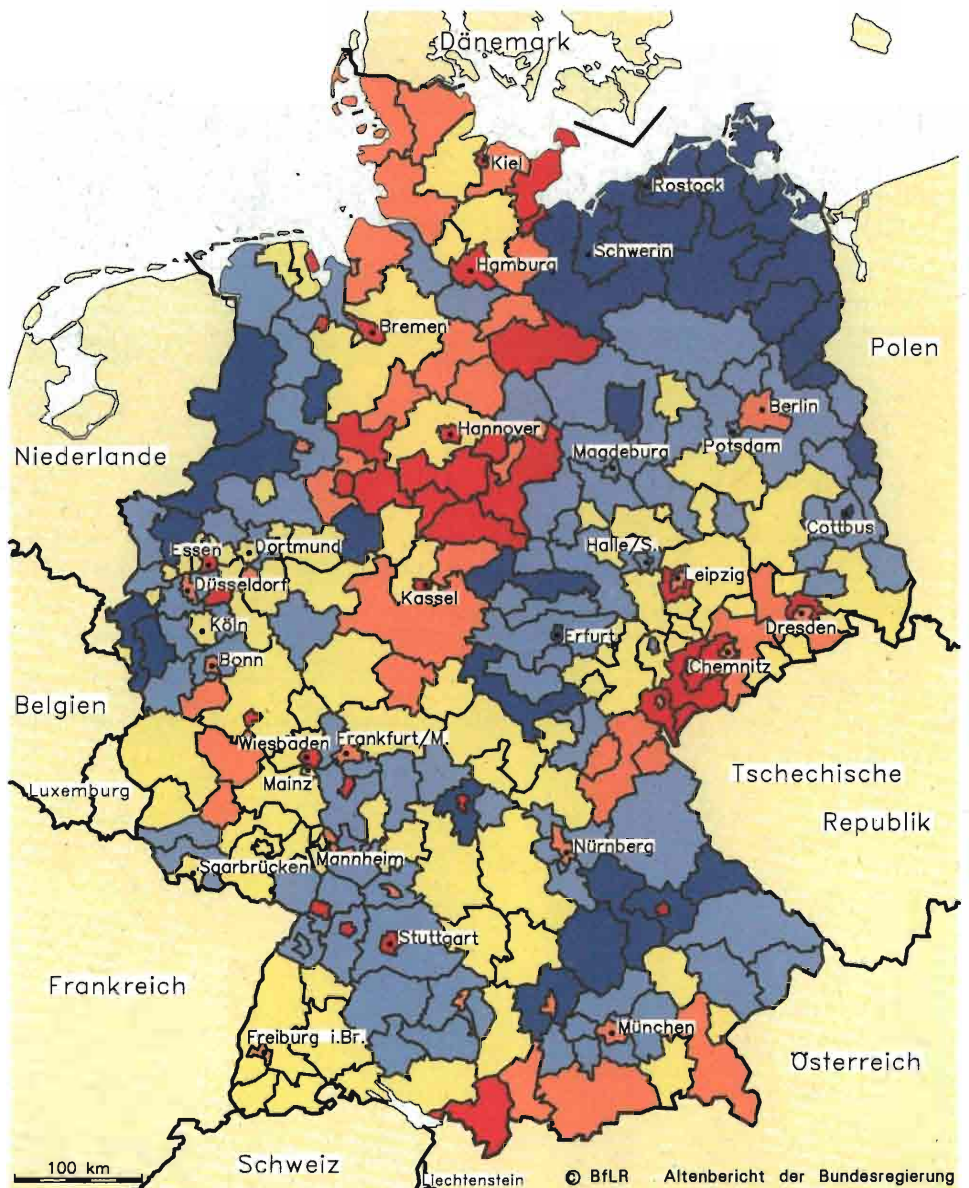 Dänemark
Kiel
Rostock
Schwerin
Hamburg
Bremen
Polen
Berlin
Hannover
Potsdam
Magdeburg
Niederlande
Cottbus
Halle/S.
Essen
Dortmund
Leipzig
Düsseldorf
Kassel
Dresden
Köln
Erfurt
Chemnitz
Bonn
Belgien
Wiesbaden
Frankfurt/M.
Mainz
Luxemburg
Tschechische
Republik
Nürnberg
Mannheim
Saarbrücken
Stuttgart
Frankreich
München
Freiburg i.Br.
Österreich
100 km
Schweiz
Liechtenstein
© BfLR Altenbericht der Bundesregierung